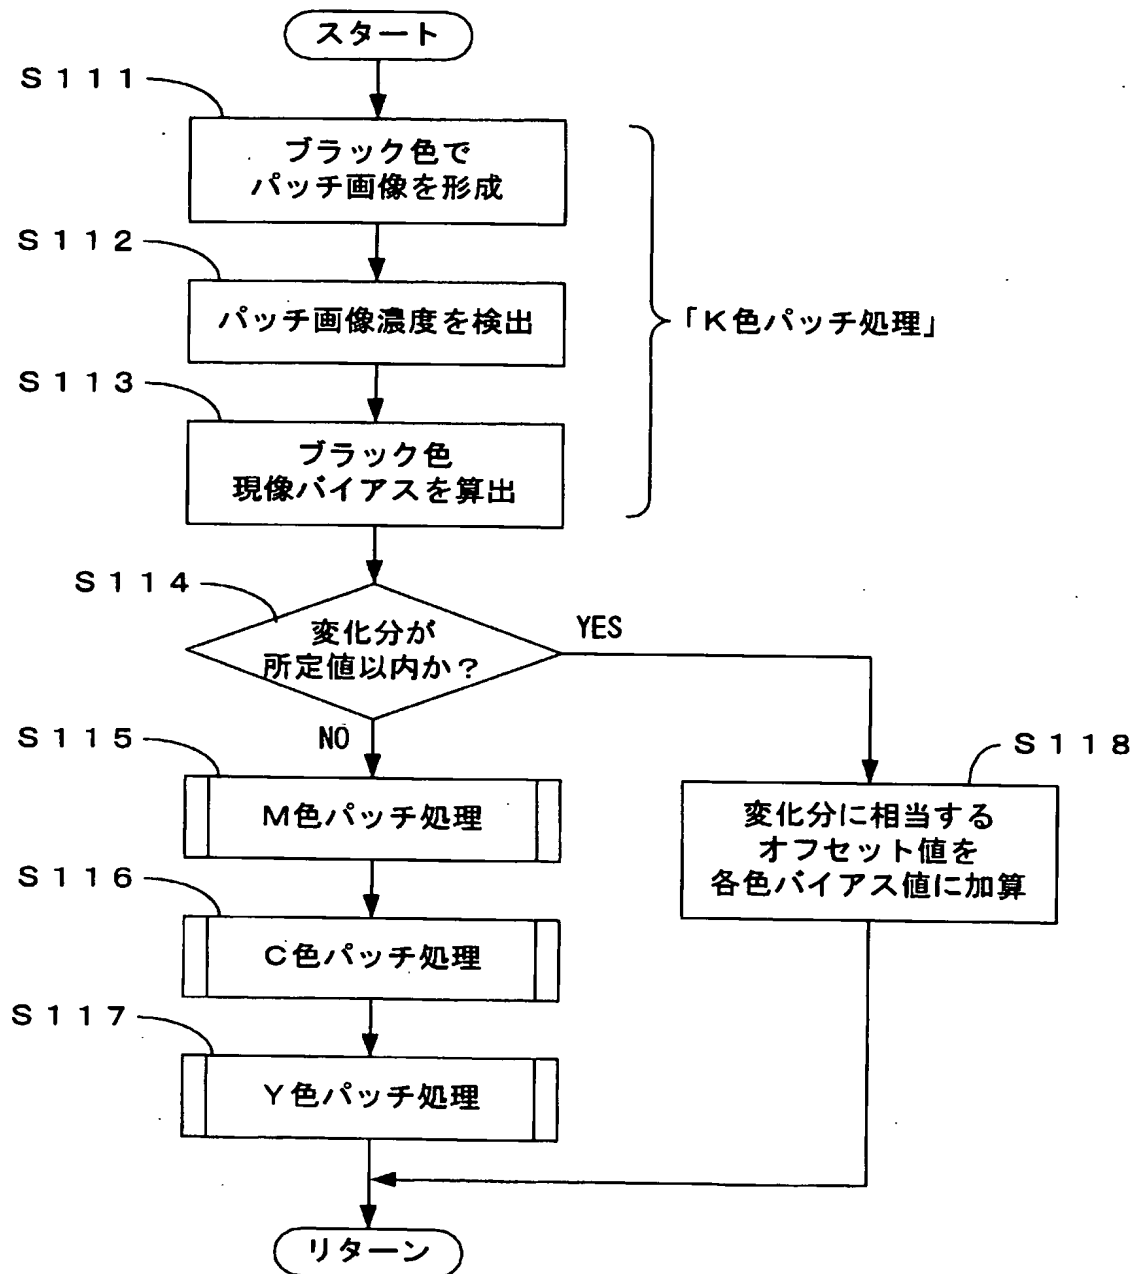 スタート
S111
ブラック色で
パッチ画像を形成
S112
パッチ画像濃度を検出
「K色パッチ処理」
S113
ブラック色
現像バイアスを算出
S114
変化分が
所定値以内か?
YES
NO
S115
M色パッチ処理
S118
変化分に相当する
オフセット値を
各色バイアス値に加算
S116
C色パッチ処理
S117
Y色パッチ処理
リターン